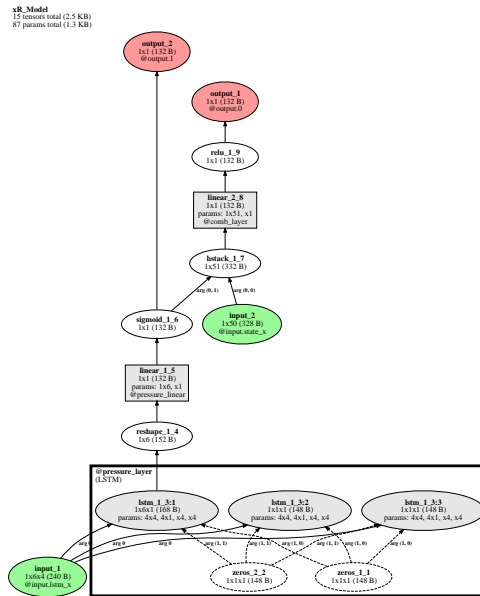 xR_Model
15 tensors total (2.5 KB)
87 params total (1.3 KB)
output_2
1x1 (132 B)
@output.1
output_1
1x1 (132 B)
@output.0
relu_1_9
1x1 (132 B)
linear_2_8
1x1 (132 B)
params: 1x51, x1
@comb_layer
hstack_1_7
1x51 (332 B)
arg (0, 1)
arg (0, 0)
sigmoid_1_6
1x1 (132 B)
input_2
1x50 (328 B)
@input.state_x
linear_1_5
1x1 (132 B)
params: 1x6, x1
@pressure_linear
reshape_1_4
1x6 (152 B)
@pressure_layer
(LSTM)
lstm_1_3:1
1x6x1 (168 B)
params: 4x4, 4x1, x4, x4
lstm_1_3:2
1x1x1 (148 B)
params: 4x4, 4x1, x4, x4
lstm_1_3:3
1x1x1 (148 B)
params: 4x4, 4x1, x4, x4
arg 0
arg 0
arg 0
arg (1, 1)
arg (1, 1)
arg (1, 1)
arg (1, 0)
arg (1, 0)
arg (1, 0)
input_1
1x6x4 (240 B)
@input.lstm_x
zeros_2_2
1x1x1 (148 B)
zeros_1_1
1x1x1 (148 B)